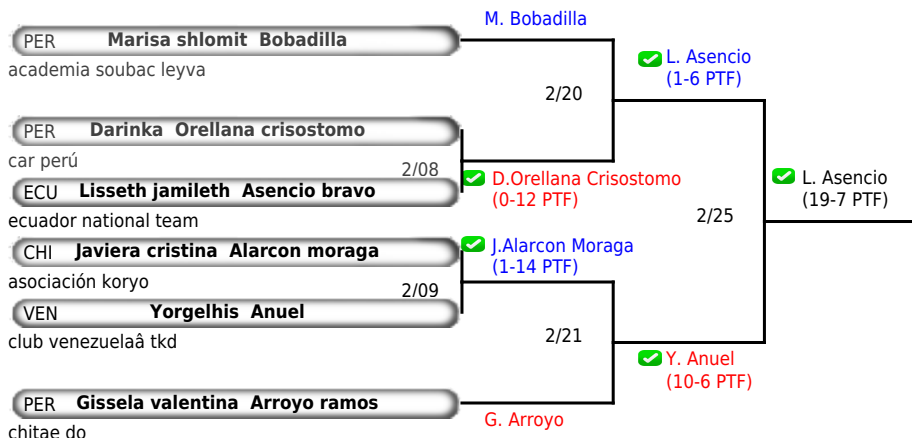 M. Bobadilla
PER Marisa shlomit Bobadilla
academia soubac leyva
L. Asencio
(1-6 PTF)
2/20
PER Darinka Orellana crisostomo
car perú
2/08
D.Orellana Crisostomo
(0-12 PTF)
L. Asencio
(19-7 PTF)
ECU Lisseth jamileth Asencio bravo
ecuador national team
2/25
CHI Javiera cristina Alarcon moraga
asociación koryo
J.Alarcon Moraga
(1-14 PTF)
2/09
VEN Yorgelhis Anuel
club venezuelaâ tkd
2/21
Y. Anuel
(10-6 PTF)
PER Gissela valentina Arroyo ramos
chitae do
G. Arroyo